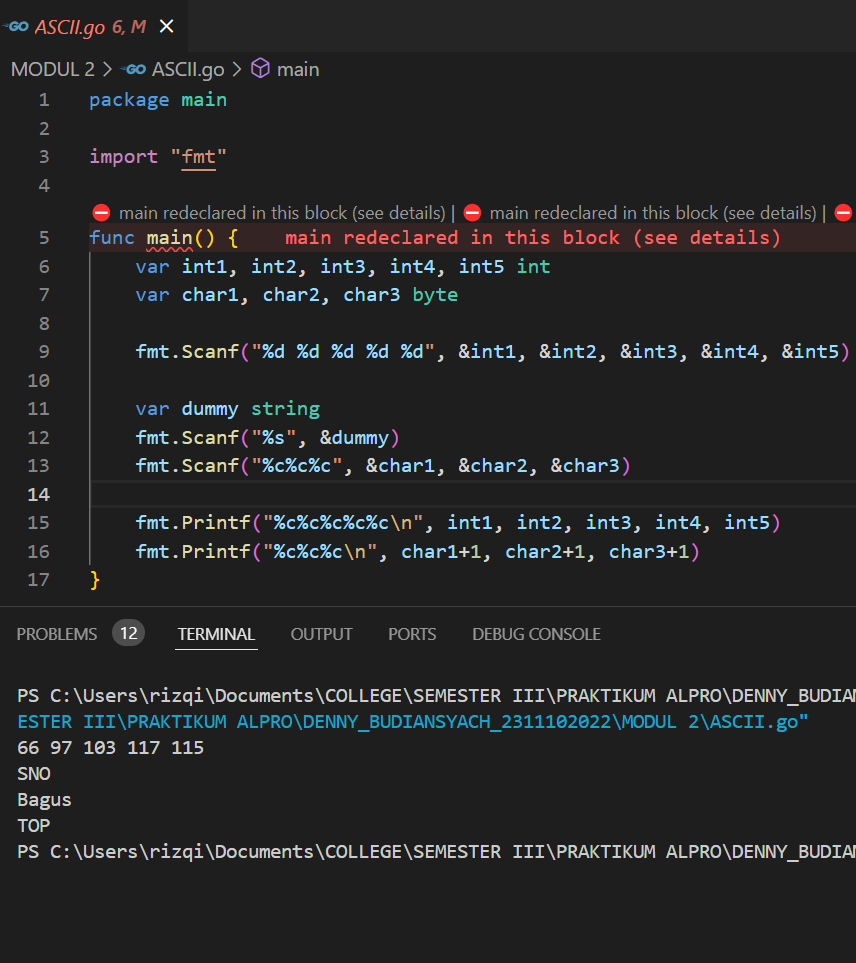 GO ASCII.go 6, M
MODUL 2 > GO ASCII.go > main
1 package main
2
3 import "fmt"
4
main redeclared in this block (see details) | main redeclared in this block (see details) |
5 func main() { main redeclared in this block (see details)
6 var int1, int2, int3, int4, int5 int
7 var char1, char2, char3 byte
8
9 fmt.Scanf("%d %d %d %d %d", &int1, &int2, &int3, &int4, &int5)
10
11 var dummy string
12 fmt.Scanf("%s", &dummy)
13 fmt.Scanf("%c%c%c", &char1, &char2, &char3)
14
15 fmt.Printf("%c%c%c%c%c\n", int1, int2, int3, int4, int5)
16 fmt.Printf("%c%c%c\n", char1+1, char2+1, char3+1)
17 }
PROBLEMS 12 TERMINAL OUTPUT PORTS DEBUG CONSOLE
PS C:\Users\rizqi\Documents\COLLEGE\SEMESTER III\PRAKTIKUM ALPRO\DENNY_BUDIAN
ESTER III\PRAKTIKUM ALPRO\DENNY_BUDIANSYACH_2311102022\MODUL 2\ASCII.go"
66 97 103 117 115
SNO
Bagus
TOP
PS C:\Users\rizqi\Documents\COLLEGE\SEMESTER III\PRAKTIKUM ALPRO\DENNY_BUDIAN